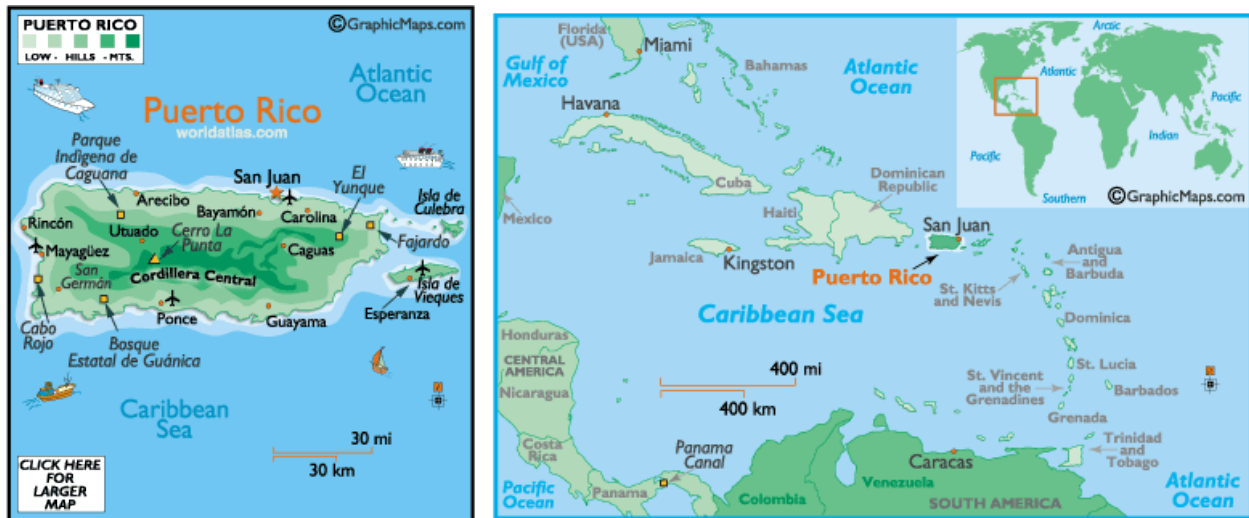 PUERTO RICO
LOW - HILLS - MTS.
©GraphicMaps.com
Atlantic
Ocean
Puerto Rico
worldatlas.com
Parque
Indigena de
Caguana
San Juan
El
Yunque
Isla de
Culebra
Arecibo
Bayamón
Carolina
Rincón
Utuado
Cerro La
Punta
Fajardo
Mayagüez
Caguas
San
Germán
Cordillera Central
Isla de
Vieques
Esperanza
Ponce
Guayama
Cabo
Rojo
Bosque
Estatal de Guánica
Caribbean
Sea
30 mi
30 km
CLICK HERE
FOR
LARGER
MAP
Florida
(USA)
Miami
Gulf of
Mexico
Bahamas
Atlantic
Ocean
Havana
Cuba
Mexico
Dominican
Republic
Haiti
San Juan
Jamaica
Kingston
Puerto Rico
Antigua
and
Barbuda
St. Kitts
and Nevis
Caribbean Sea
Dominica
Honduras
CENTRAL
AMERICA
Nicaragua
400 mi
400 km
St. Lucia
St. Vincent
and the
Grenadines
Barbados
Grenada
Costa
Rica
Panama
Canal
Caracas
Trinidad
and
Tobago
Pacific
Ocean
Panama
Colombia
Venezuela
SOUTH AMERICA
Atlantic
Ocean
Arctic
Atlantic
Pacific
Indian
Pacific
Southern
©GraphicMaps.com